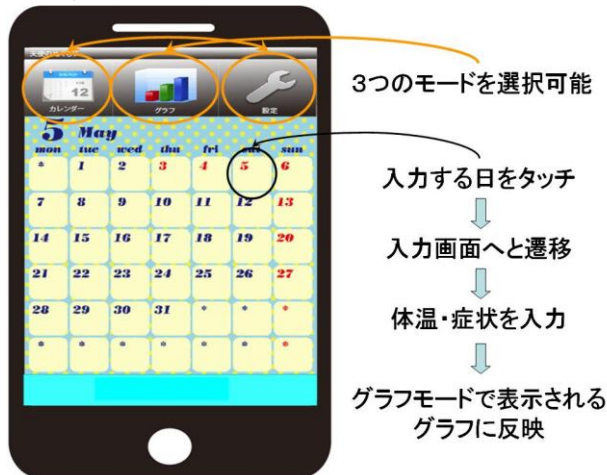 3つのモードを選択可能
カレンダー
グラフ
設定
5 May
mon tue wed thu fri sat sun
* 1 2 3 4 5 6
7 8 9 10 11 12 13
14 15 16 17 18 19 20
21 22 23 24 25 26 27
28 29 30 31 * * *
* * * * * * *
入力する日をタッチ
入力画面へと遷移
体温・症状を入力
グラフモードで表示される
グラフに反映